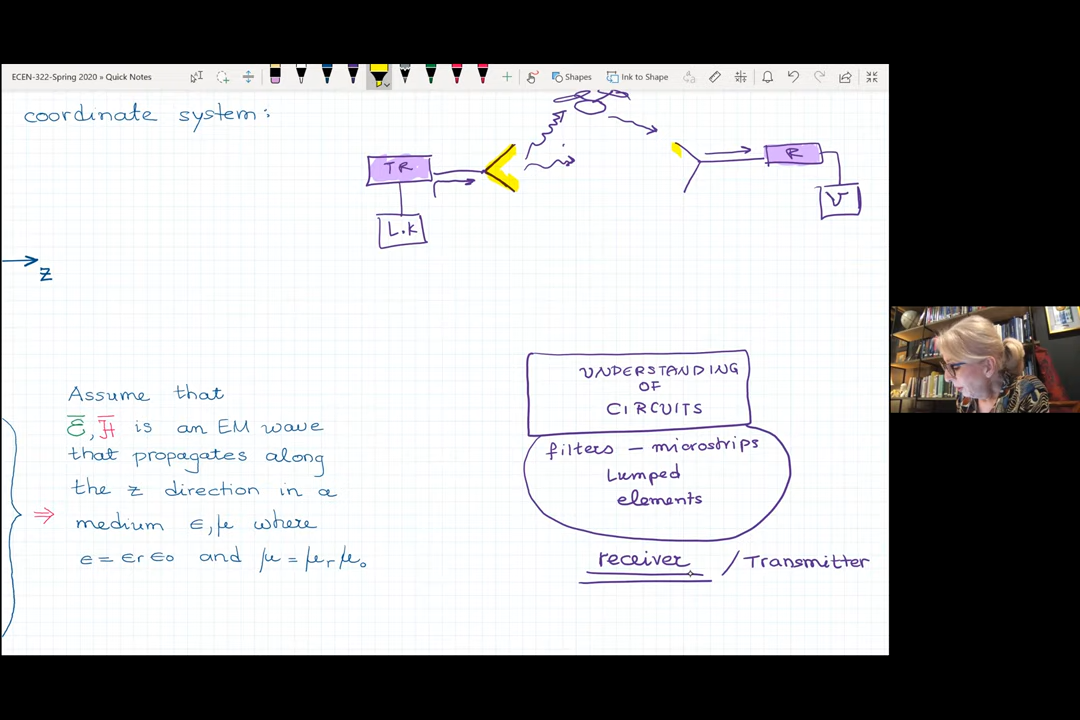 ECEN-322-Spring 2020 » Quick Notes
Shapes
Ink to Shape
coordinate system:
TR
R
L.K
V
z
UNDERSTANDING
OF
CIRCUITS
filters — microstrips
Lumped
elements
receiver / Transmitter
Assume that
ℰ̅, ℋ̅ is an EM wave
that propagates along
the z direction in a
medium ϵ, μ where
ϵ = ϵr ϵ0 and μ = μr μ0